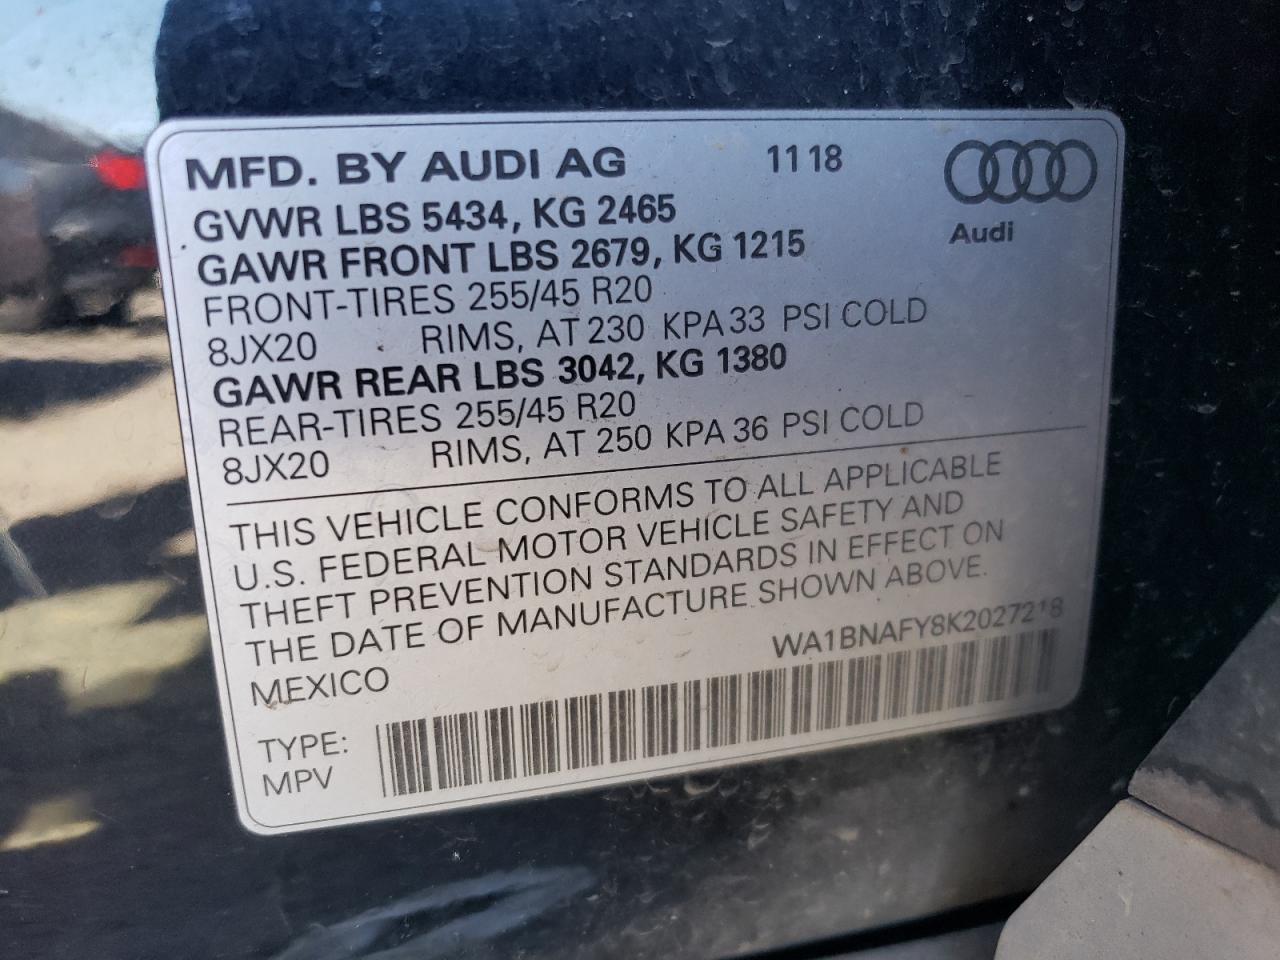 MFD. BY AUDI AG 11 18
Audi
GVWR LBS 5434, KG 2465
GAWR FRONT LBS 2679, KG 1215
FRONT-TIRES 255/45 R20
8JX20 RIMS, AT 230 KPA 33 PSI COLD
GAWR REAR LBS 3042, KG 1380
REAR-TIRES 255/45 R20
8JX20 RIMS, AT 250 KPA 36 PSI COLD
THIS VEHICLE CONFORMS TO ALL APPLICABLE
U.S. FEDERAL MOTOR VEHICLE SAFETY AND
THEFT PREVENTION STANDARDS IN EFFECT ON
THE DATE OF MANUFACTURE SHOWN ABOVE.
WA1BNAFY8K2027218
MEXICO
TYPE:
MPV